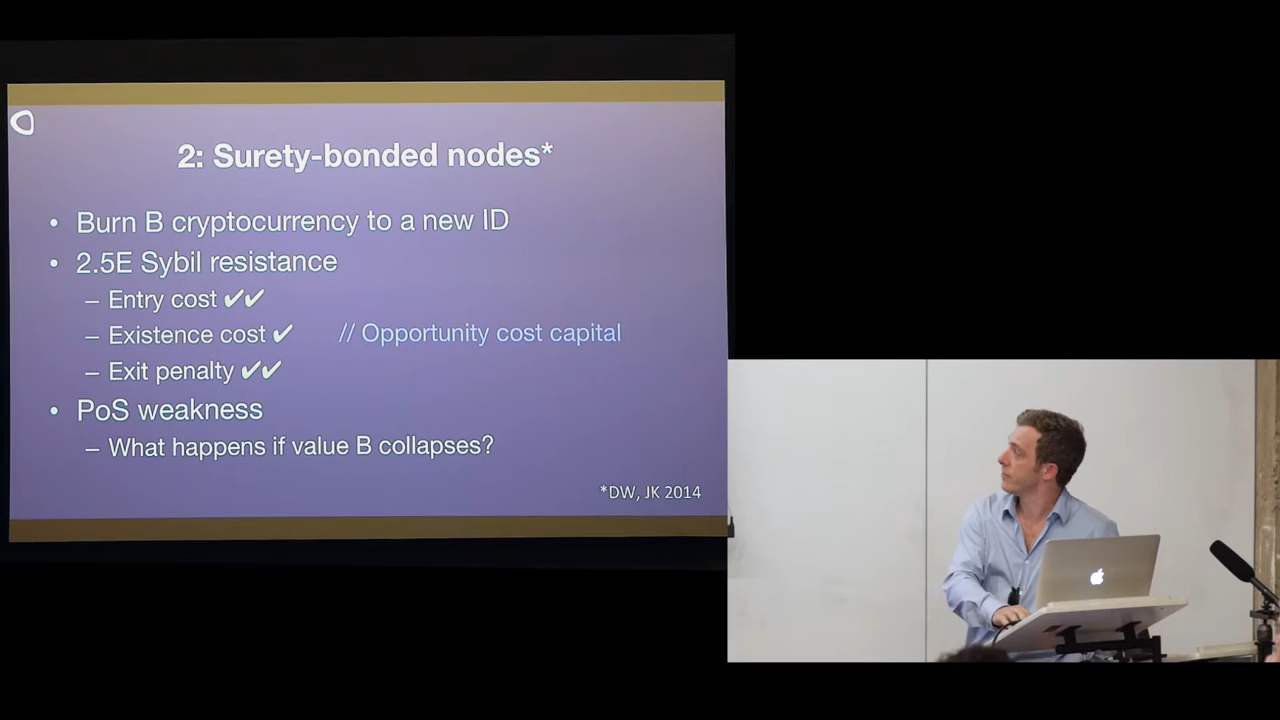 2: Surety-bonded nodes*
• Burn B cryptocurrency to a new ID
• 2.5E Sybil resistance
– Entry cost ✔✔
– Existence cost ✔ // Opportunity cost capital
– Exit penalty ✔✔
• PoS weakness
– What happens if value B collapses?
*DW, JK 2014